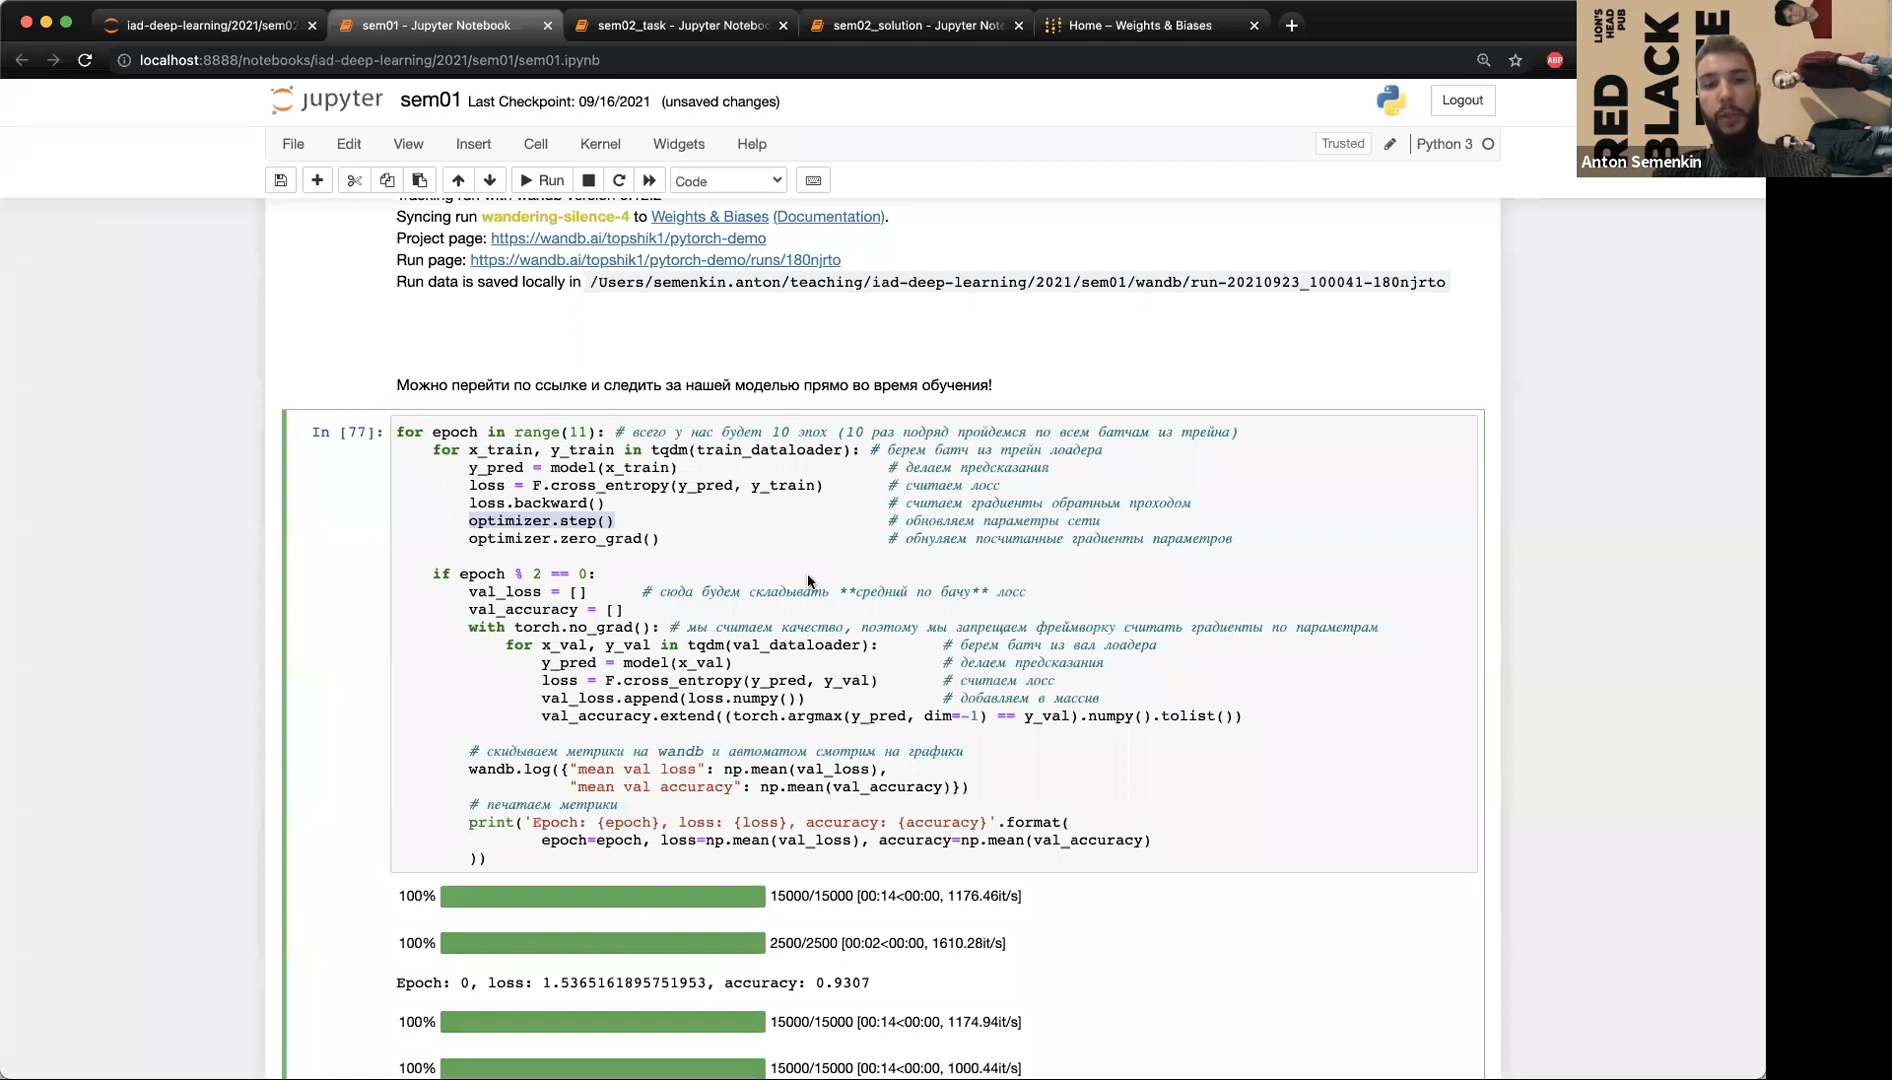 iad-deep-learning/2021/sem02
sem01 - Jupyter Notebook
sem02_task - Jupyter Notebo
sem02_solution - Jupyter Not
Home – Weights & Biases
localhost:8888/notebooks/iad-deep-learning/2021/sem01/sem01.ipynb
ABP
LION'S HEAD PUB
RED
BLACK
Anton Semenkin
jupyter sem01 Last Checkpoint: 09/16/2021 (unsaved changes)
Logout
File Edit View Insert Cell Kernel Widgets Help
Trusted Python 3
Run Code
Syncing run wandering-silence-4 to Weights & Biases (Documentation).
Project page: https://wandb.ai/topshik1/pytorch-demo
Run page: https://wandb.ai/topshik1/pytorch-demo/runs/180njrto
Run data is saved locally in /Users/semenkin.anton/teaching/iad-deep-learning/2021/sem01/wandb/run-20210923_100041-180njrto
Можно перейти по ссылке и следить за нашей моделью прямо во время обучения!
In [77]: for epoch in range(11): # всего у нас будет 10 эпох (10 раз подряд пройдемся по всем батчам из трейна)
for x_train, y_train in tqdm(train_dataloader): # берем батч из трейн лоадера
y_pred = model(x_train) # делаем предсказания
loss = F.cross_entropy(y_pred, y_train) # считаем лосс
loss.backward() # считаем градиенты обратным проходом
optimizer.step() # обновляем параметры сети
optimizer.zero_grad() # обнуляем посчитанные градиенты параметров
if epoch % 2 == 0:
val_loss = [] # сюда будем складывать **средний по бачу** лосс
val_accuracy = []
with torch.no_grad(): # мы считаем качество, поэтому мы запрещаем фреймворку считать градиенты по параметрам
for x_val, y_val in tqdm(val_dataloader): # берем батч из вал лоадера
y_pred = model(x_val) # делаем предсказания
loss = F.cross_entropy(y_pred, y_val) # считаем лосс
val_loss.append(loss.numpy()) # добавляем в массив
val_accuracy.extend((torch.argmax(y_pred, dim=-1) == y_val).numpy().tolist())
# скидываем метрики на wandb и автоматом смотрим на графики
wandb.log({"mean val loss": np.mean(val_loss),
"mean val accuracy": np.mean(val_accuracy)})
# печатаем метрики
print('Epoch: {epoch}, loss: {loss}, accuracy: {accuracy}'.format(
epoch=epoch, loss=np.mean(val_loss), accuracy=np.mean(val_accuracy)
))
100% 15000/15000 [00:14<00:00, 1176.46it/s]
100% 2500/2500 [00:02<00:00, 1610.28it/s]
Epoch: 0, loss: 1.5365161895751953, accuracy: 0.9307
100% 15000/15000 [00:14<00:00, 1174.94it/s]
100% 15000/15000 [00:14<00:00, 1000.44it/s]